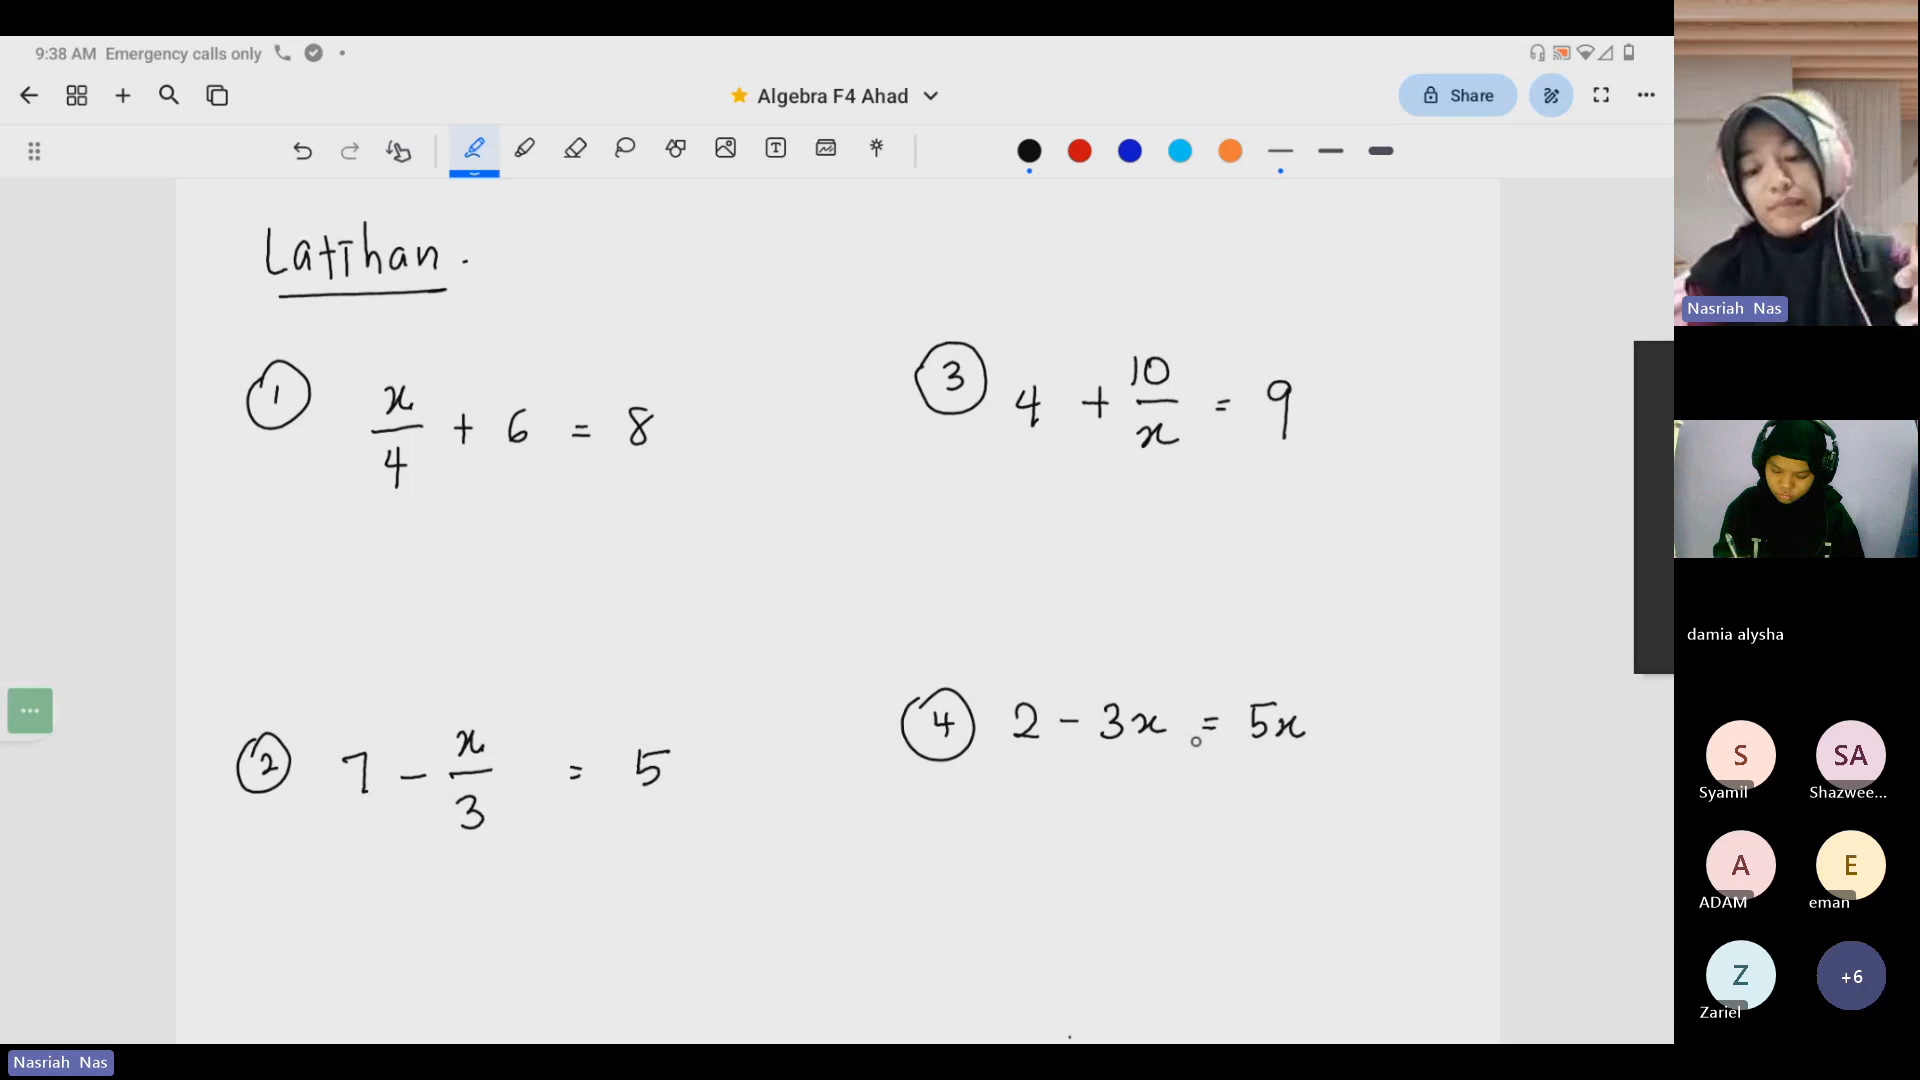 9:38 AM Emergency calls only
Algebra F4 Ahad
Share
Latihan.
① x/4 + 6 = 8
③ 4 + 10/x = 9
② 7 - x/3 = 5
④ 2 - 3x = 5x
Nasriah Nas
damia alysha
S
SA
Syamil
Shazwee...
A
E
ADAM
eman
Z
+6
Zariel
Nasriah Nas